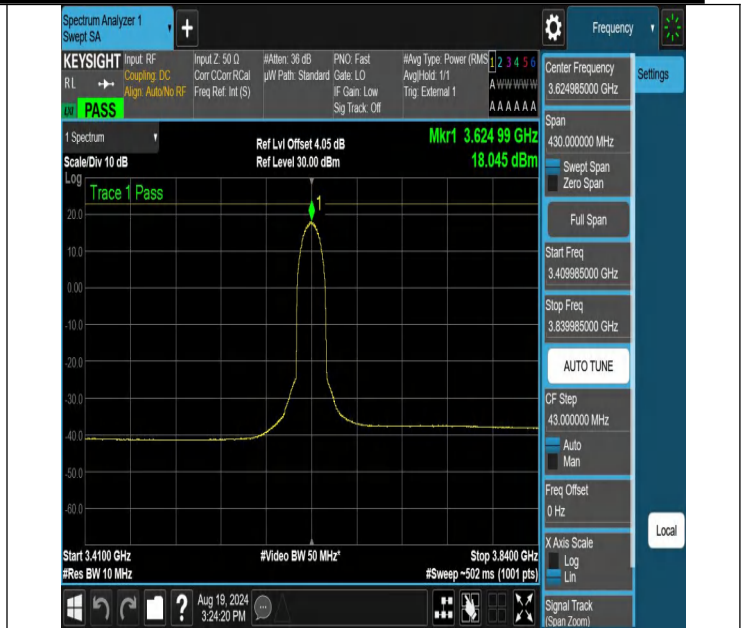 Spectrum Analyzer 1
Swept SA
+
Frequency
KEYSIGHT
RL
PASS
Input: RF
Coupling: DC
Align: Auto/No RF
Input Z: 50 Ω
Corr CCorr RCal
Freq Ref: Int (S)
#Atten: 36 dB
µW Path: Standard
PNO: Fast
Gate: LO
IF Gain: Low
Sig Track: Off
#Avg Type: Power (RMS
Avg|Hold: 1/1
Trig: External 1
1 2 3 4 5 6
A W W W W W
A A A A A A
1 Spectrum
Scale/Div 10 dB
Ref Lvl Offset 4.05 dB
Ref Level 30.00 dBm
Mkr1 3.624 99 GHz
18.045 dBm
Log
Trace 1 Pass
1
20.0
10.0
0.00
-10.0
-20.0
-30.0
-40.0
-50.0
-60.0
Start 3.4100 GHz
#Res BW 10 MHz
#Video BW 50 MHz*
Stop 3.8400 GHz
#Sweep ~502 ms (1001 pts)
?
Aug 19, 2024
3:24:20 PM
Center Frequency
3.624985000 GHz
Settings
Span
430.000000 MHz
Swept Span
Zero Span
Full Span
Start Freq
3.409985000 GHz
Stop Freq
3.839985000 GHz
AUTO TUNE
CF Step
43.000000 MHz
Auto
Man
Freq Offset
0 Hz
X Axis Scale
Log
Lin
Local
Signal Track
(Span Zoom)